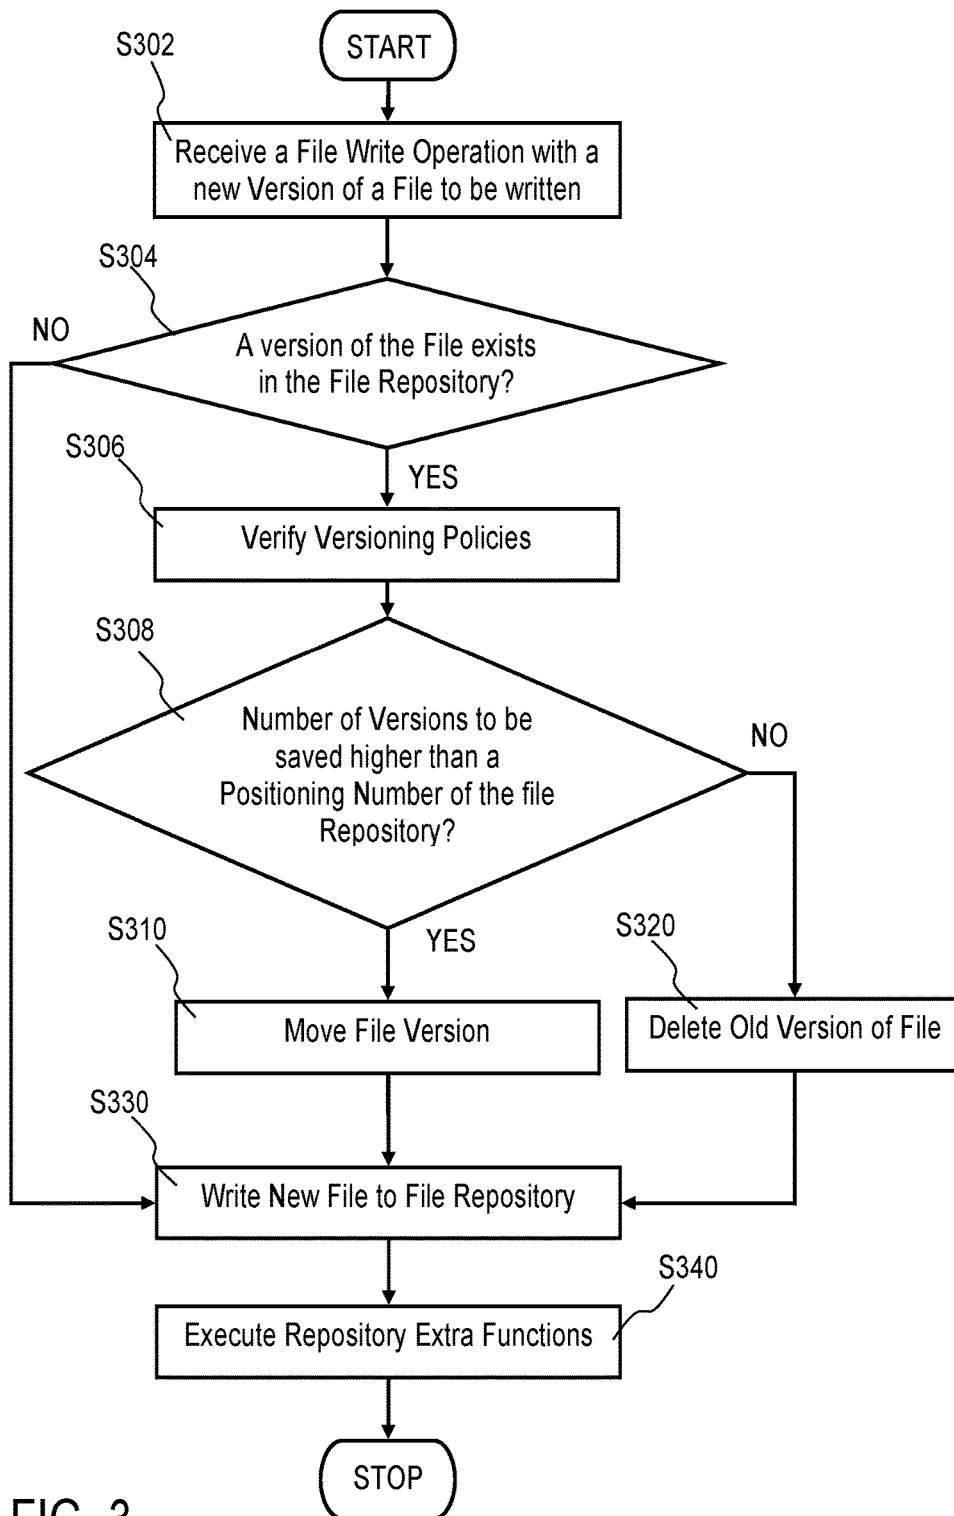 START
S302
Receive a File Write Operation with a
new Version of a File to be written
S304
NO
A version of the File exists
in the File Repository?
S306
YES
Verify Versioning Policies
S308
Number of Versions to be
saved higher than a
Positioning Number of the file
Repository?
NO
S310
YES
S320
Move File Version
Delete Old Version of File
S330
Write New File to File Repository
S340
Execute Repository Extra Functions
STOP
FIG. 3